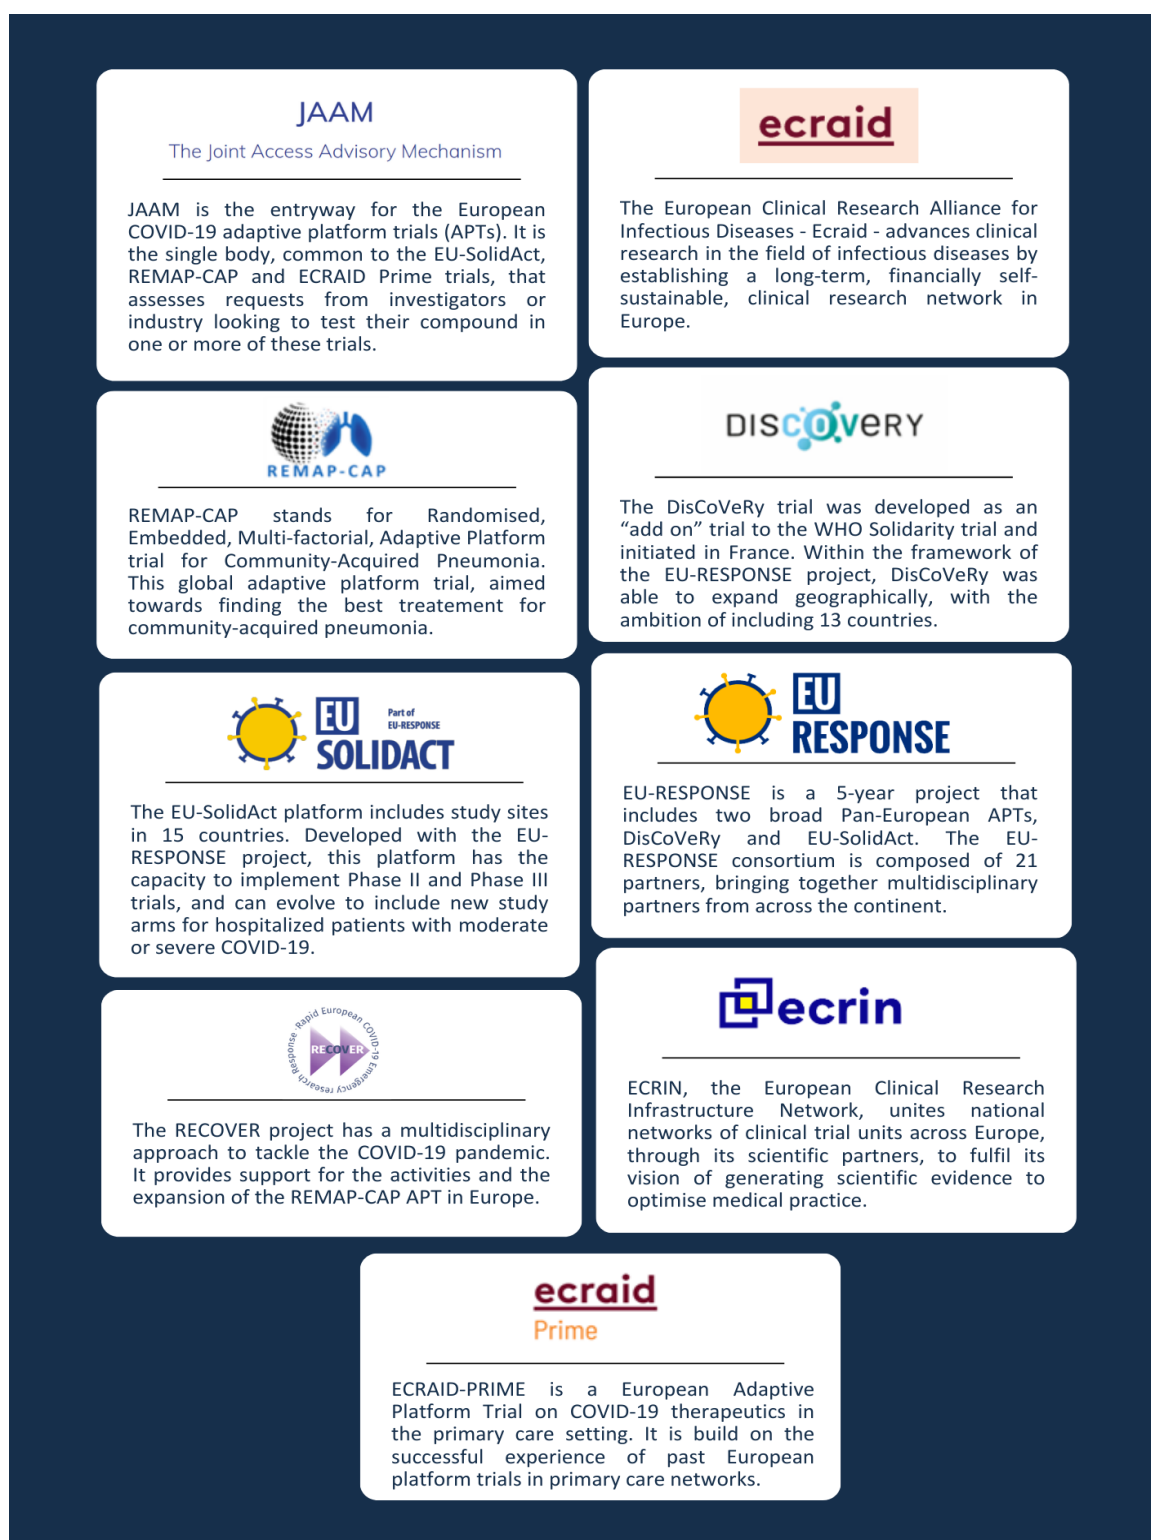 JAAM
The Joint Access Advisory Mechanism
JAAM is the entryway for the European
COVID-19 adaptive platform trials (APTs). It is
the single body, common to the EU-SolidAct,
REMAP-CAP and ECRAID Prime trials, that
assesses requests from investigators or
industry looking to test their compound in
one or more of these trials.
ecraid
The European Clinical Research Alliance for
Infectious Diseases - Ecraid - advances clinical
research in the field of infectious diseases by
establishing a long-term, financially self-
sustainable, clinical research network in
Europe.
REMAP-CAP
REMAP-CAP stands for Randomised,
Embedded, Multi-factorial, Adaptive Platform
trial for Community-Acquired Pneumonia.
This global adaptive platform trial, aimed
towards finding the best treatement for
community-acquired pneumonia.
DISCOVERY
The DisCoVeRy trial was developed as an
“add on” trial to the WHO Solidarity trial and
initiated in France. Within the framework of
the EU-RESPONSE project, DisCoVeRy was
able to expand geographically, with the
ambition of including 13 countries.
EU
SOLIDACT
Part of
EU-RESPONSE
The EU-SolidAct platform includes study sites
in 15 countries. Developed with the EU-
RESPONSE project, this platform has the
capacity to implement Phase II and Phase III
trials, and can evolve to include new study
arms for hospitalized patients with moderate
or severe COVID-19.
EU
RESPONSE
EU-RESPONSE is a 5-year project that
includes two broad Pan-European APTs,
DisCoVeRy and EU-SolidAct. The EU-
RESPONSE consortium is composed of 21
partners, bringing together multidisciplinary
partners from across the continent.
RECOVER
Rapid European COVID-19 Emergency research Response
The RECOVER project has a multidisciplinary
approach to tackle the COVID-19 pandemic.
It provides support for the activities and the
expansion of the REMAP-CAP APT in Europe.
ecrin
ECRIN, the European Clinical Research
Infrastructure Network, unites national
networks of clinical trial units across Europe,
through its scientific partners, to fulfil its
vision of generating scientific evidence to
optimise medical practice.
ecraid
Prime
ECRAID-PRIME is a European Adaptive
Platform Trial on COVID-19 therapeutics in
the primary care setting. It is build on the
successful experience of past European
platform trials in primary care networks.